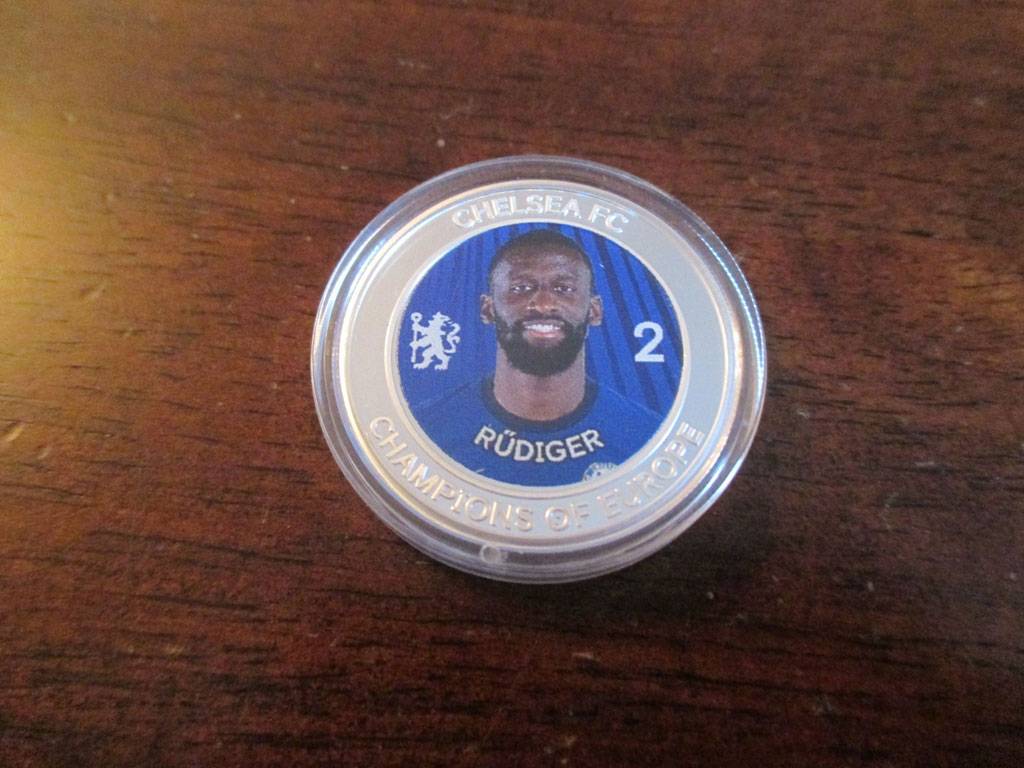 CHELSEA FC
2
RÜDIGER
CHAMPIONS OF EUROPE